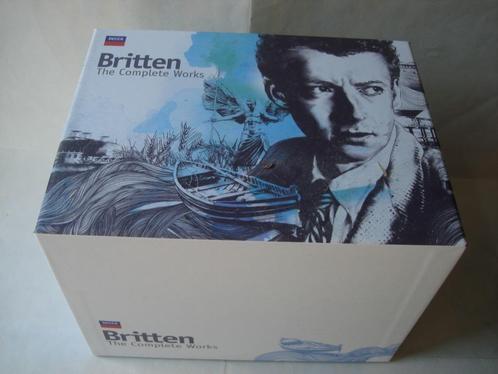 DECCA
Britten
The Complete Works
DECCA
Britten
The Complete Works